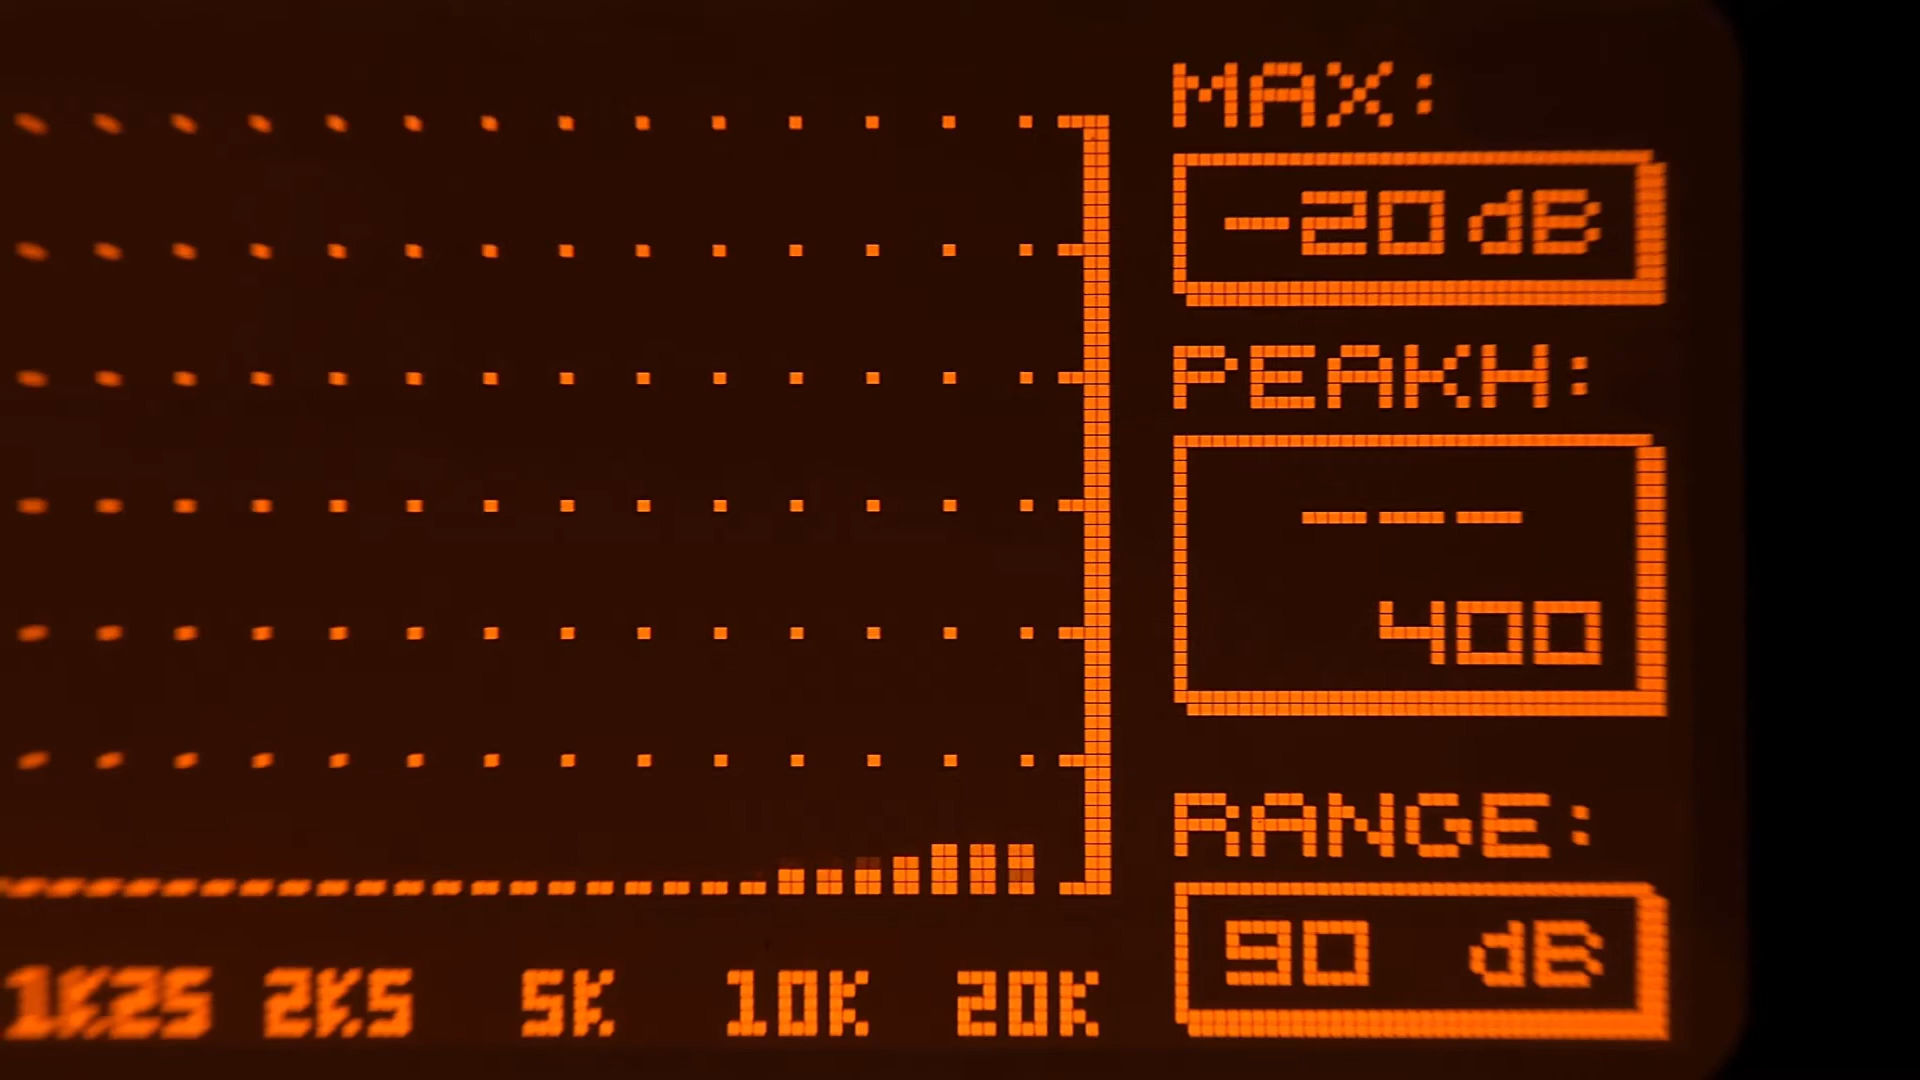 MAX:
-20dB
PEAKH:
---
400
RANGE:
90 dB
1K25 2K5 5K 10K 20K